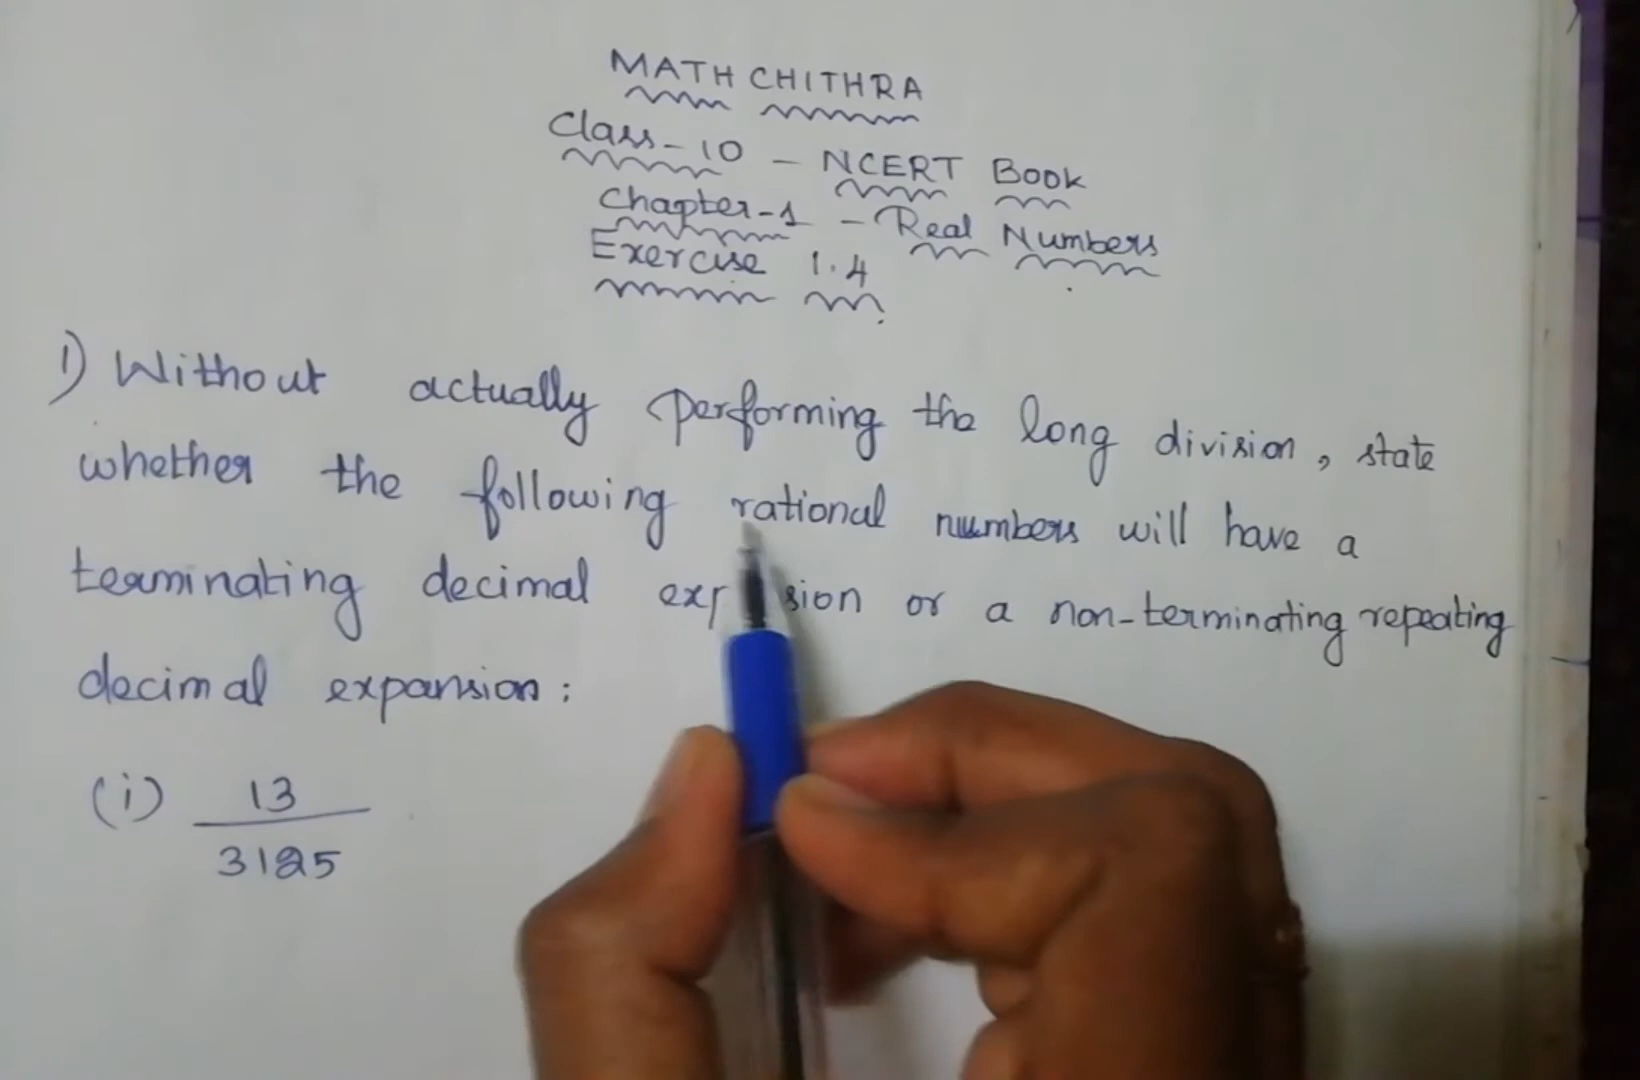 MATH CHITHRA
Class-10 - NCERT Book
Chapter-1 - Real Numbers
Exercise 1.4
1) Without actually performing the long division, state
whether the following rational numbers will have a
terminating decimal or a non-terminating repeating
decimal expansion:
(i) 13
3125